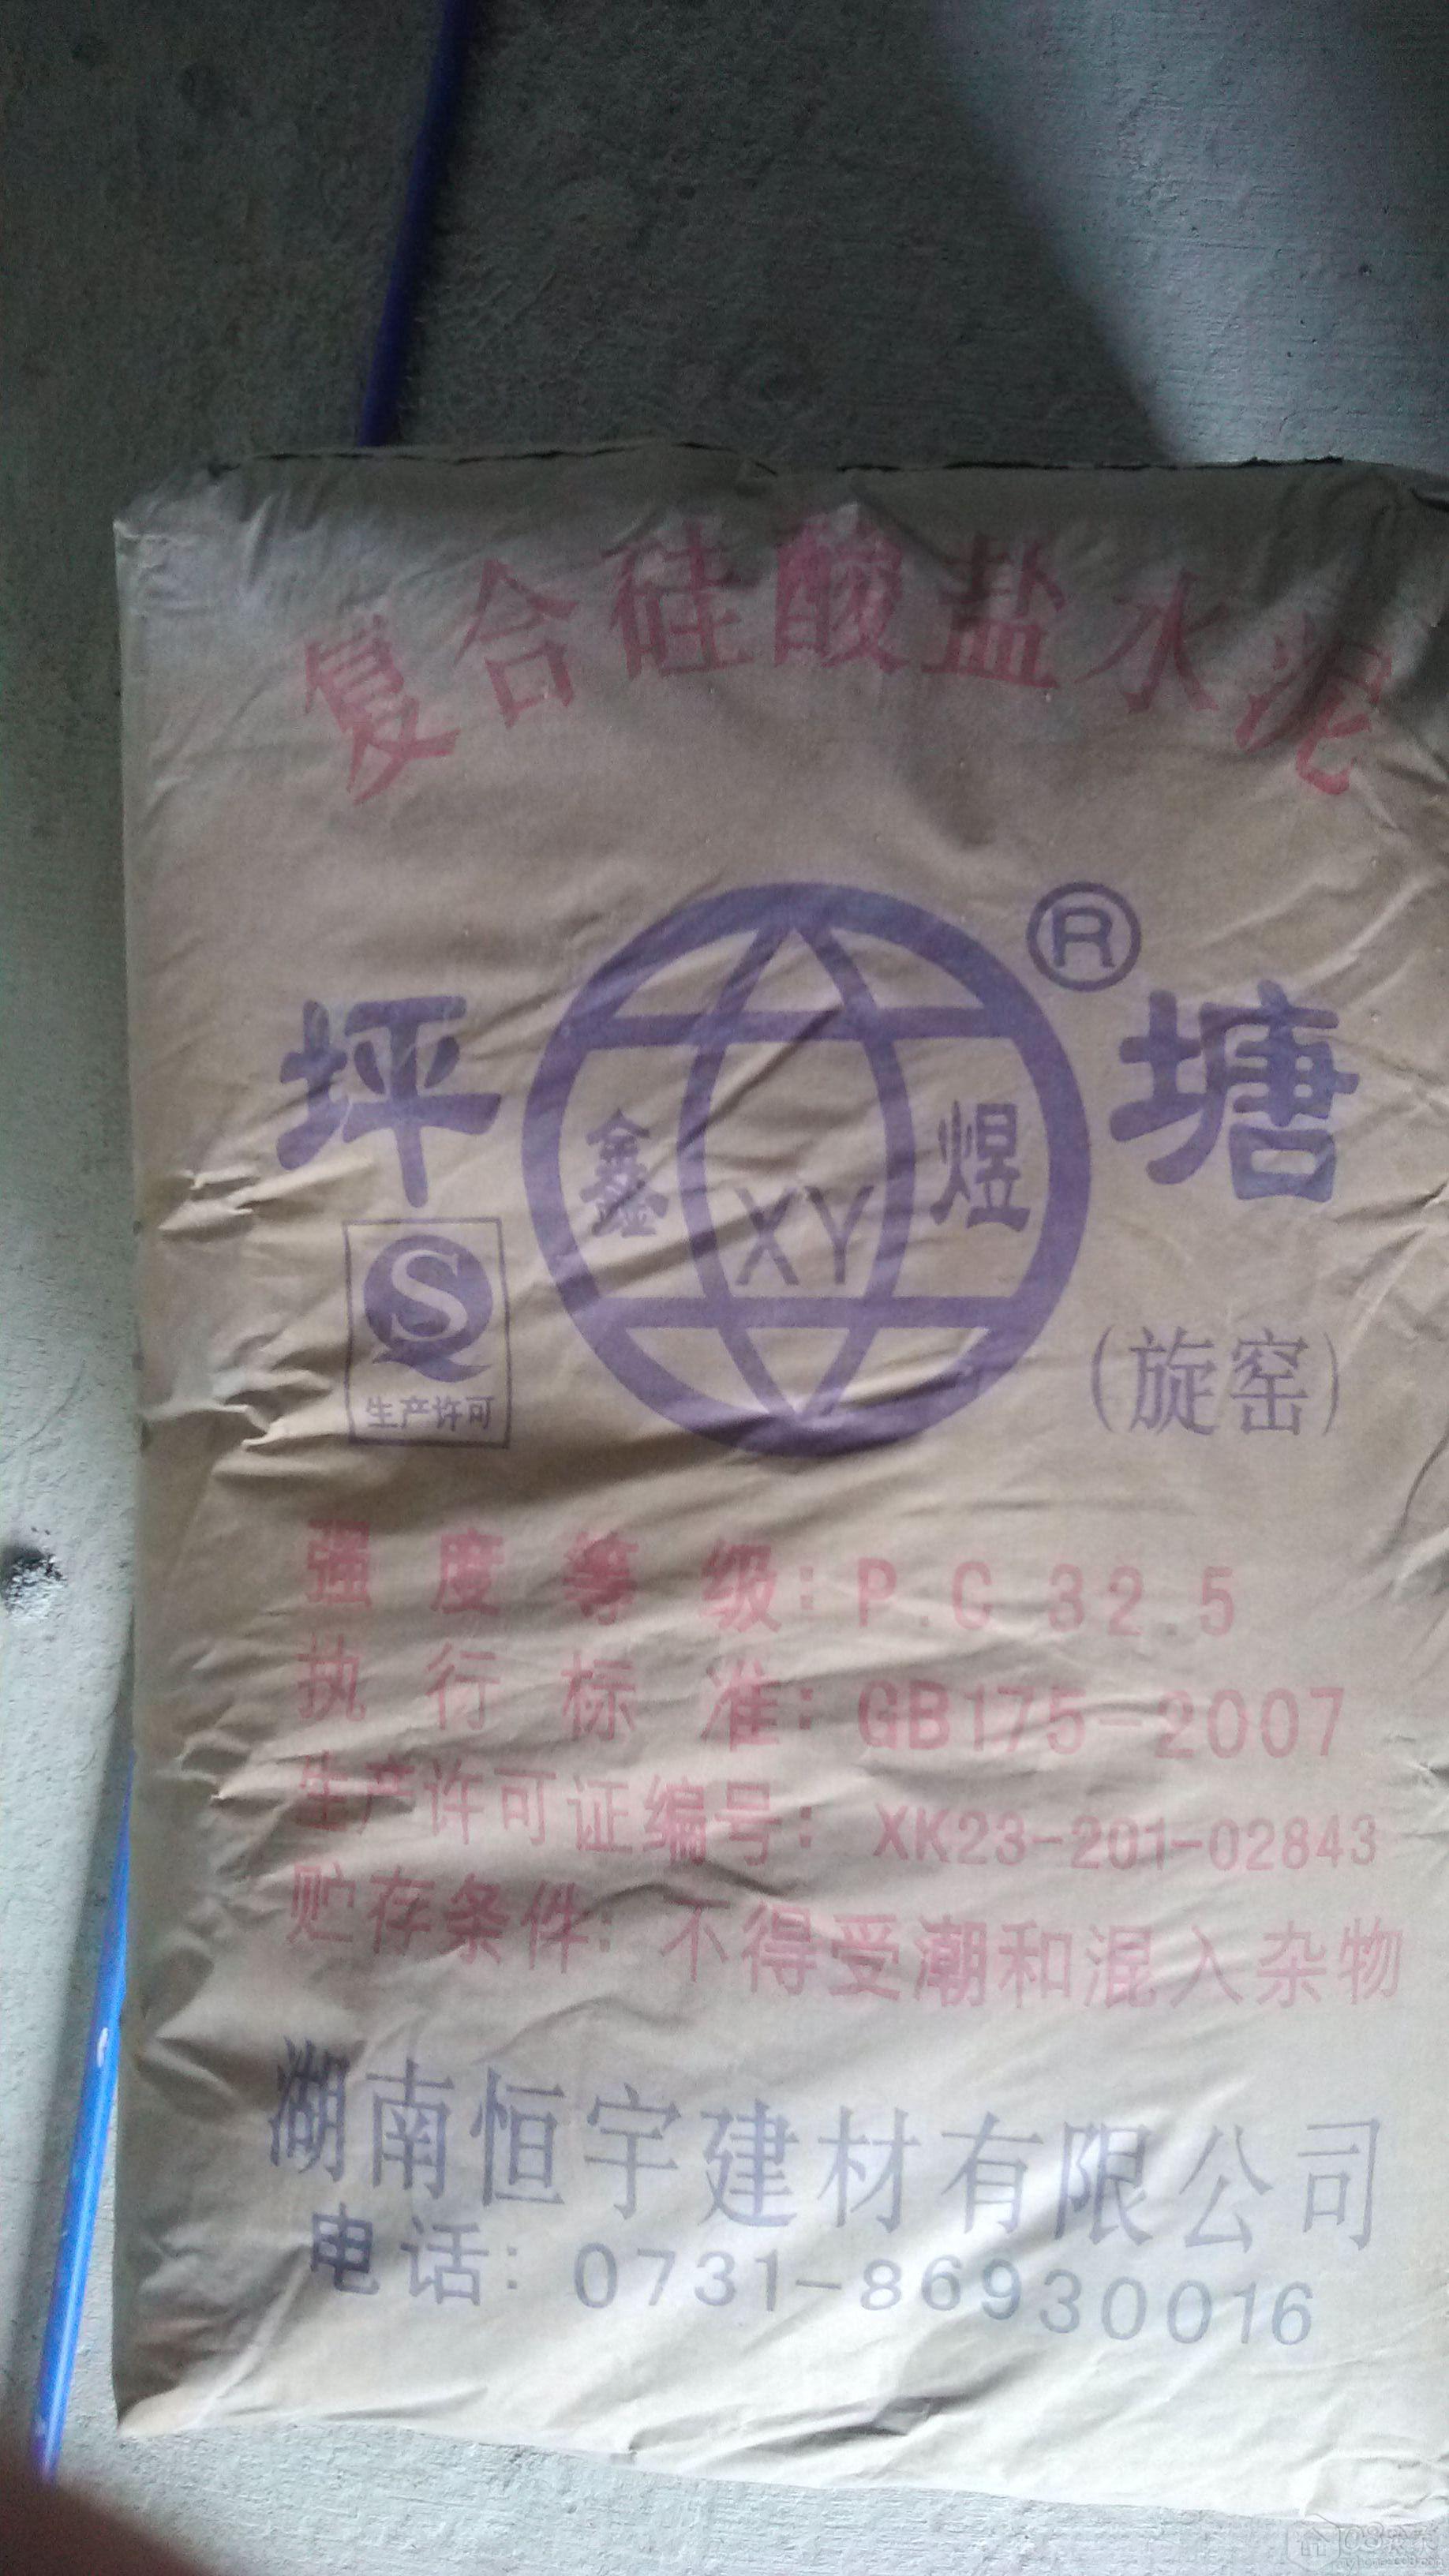 复合硅酸盐水泥
坪 ® 塘
鑫 XY 煜
QS
生产许可
(旋窑)
强度等级: P.C 32.5
执行标准: GB175-2007
生产许可证编号: XK23-201-02843
贮存条件: 不得受潮和混入杂物
湖南恒宇建材有限公司
电话: 0731-86930016